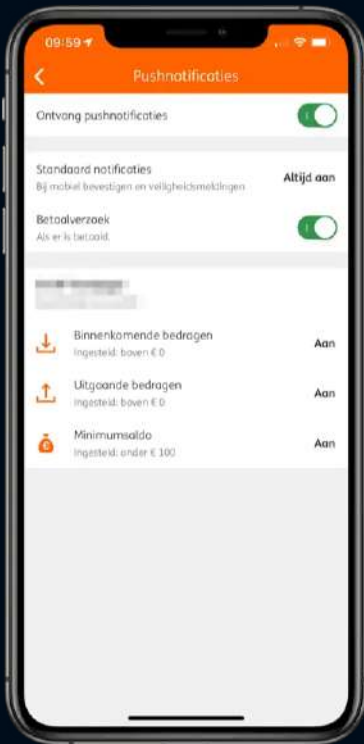 09:59
Pushnotificaties
Ontvang pushnotificaties
Standaard notificaties
Altijd aan
Bij mobiel bevestigen en veiligheidsmeldingen
Betaalverzoek
Als er is betaald.
Binnenkomende bedragen
Aan
Ingesteld: boven € 0
Uitgaande bedragen
Aan
Ingesteld: boven € 0
Minimumsaldo
Aan
Ingesteld: onder € 100